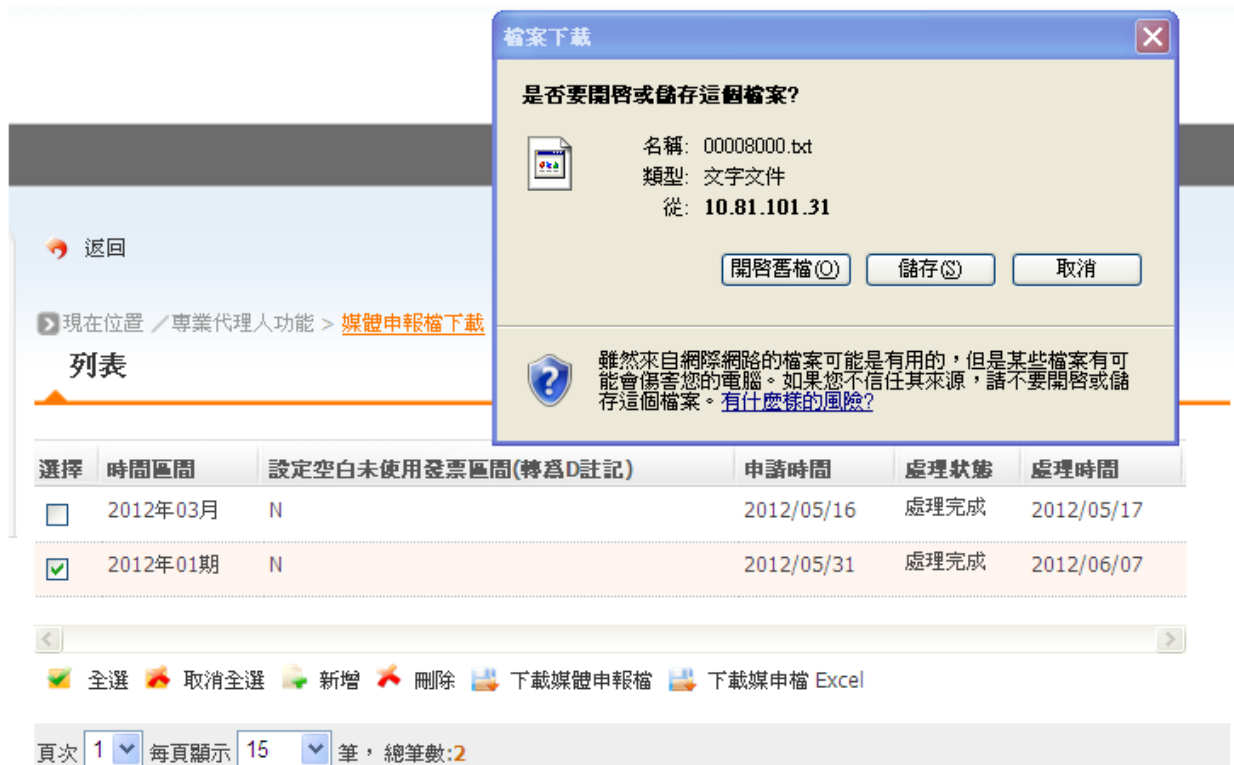 檔案下載
是否要開啓或儲存這個檔案?
名稱: 00008000.txt
類型: 文字文件
從: 10.81.101.31
開啓舊檔(O) 儲存(S) 取消
雖然來自網際網路的檔案可能是有用的，但是某些檔案有可
能會傷害您的電腦。如果您不信任其來源，請不要開啓或儲
存這個檔案。有什麼樣的風險?
返回
現在位置 ／專業代理人功能 > 媒體申報檔下載
列表
選擇 時間區間 設定空白未使用發票區間(轉爲D註記) 申請時間 處理狀態 處理時間
2012年03月 N 2012/05/16 處理完成 2012/05/17
2012年01期 N 2012/05/31 處理完成 2012/06/07
全選 取消全選 新增 刪除 下載媒體申報檔 下載媒申檔 Excel
頁次 1 每頁顯示 15 筆， 總筆數:2